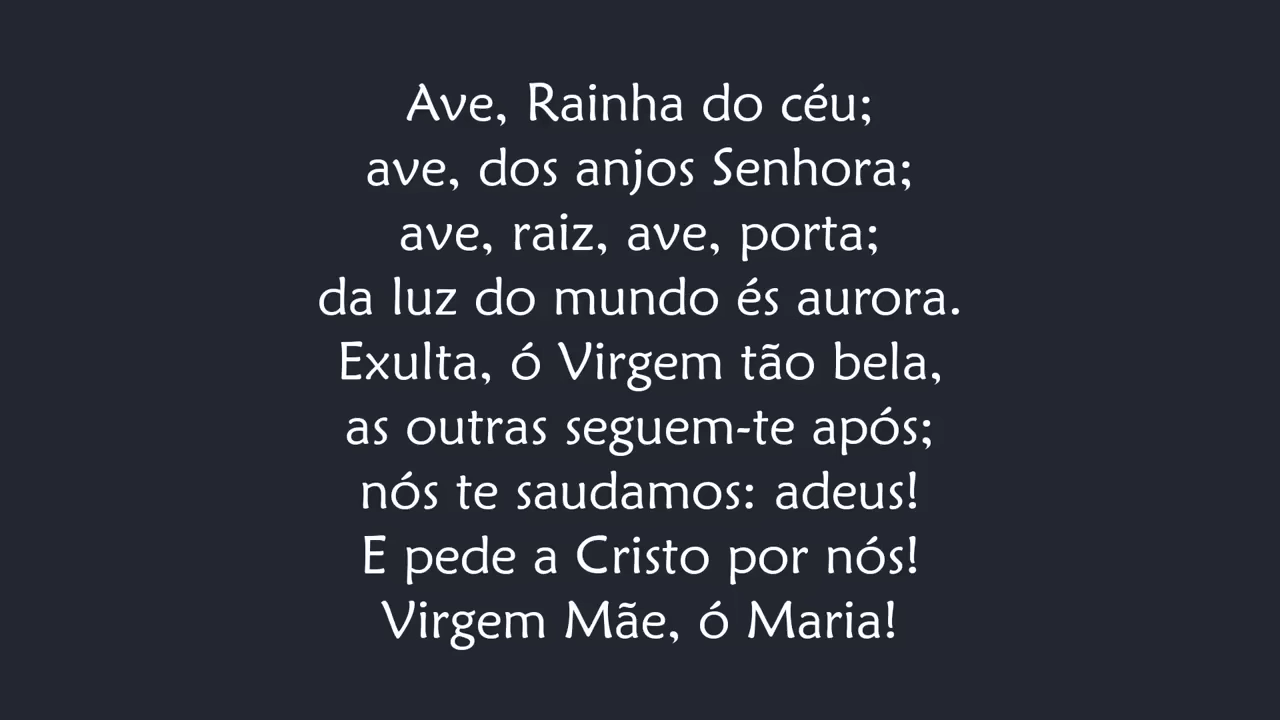 Ave, Rainha do céu;
ave, dos anjos Senhora;
ave, raiz, ave, porta;
da luz do mundo és aurora.
Exulta, ó Virgem tão bela,
as outras seguem-te após;
nós te saudamos: adeus!
E pede a Cristo por nós!
Virgem Mãe, ó Maria!